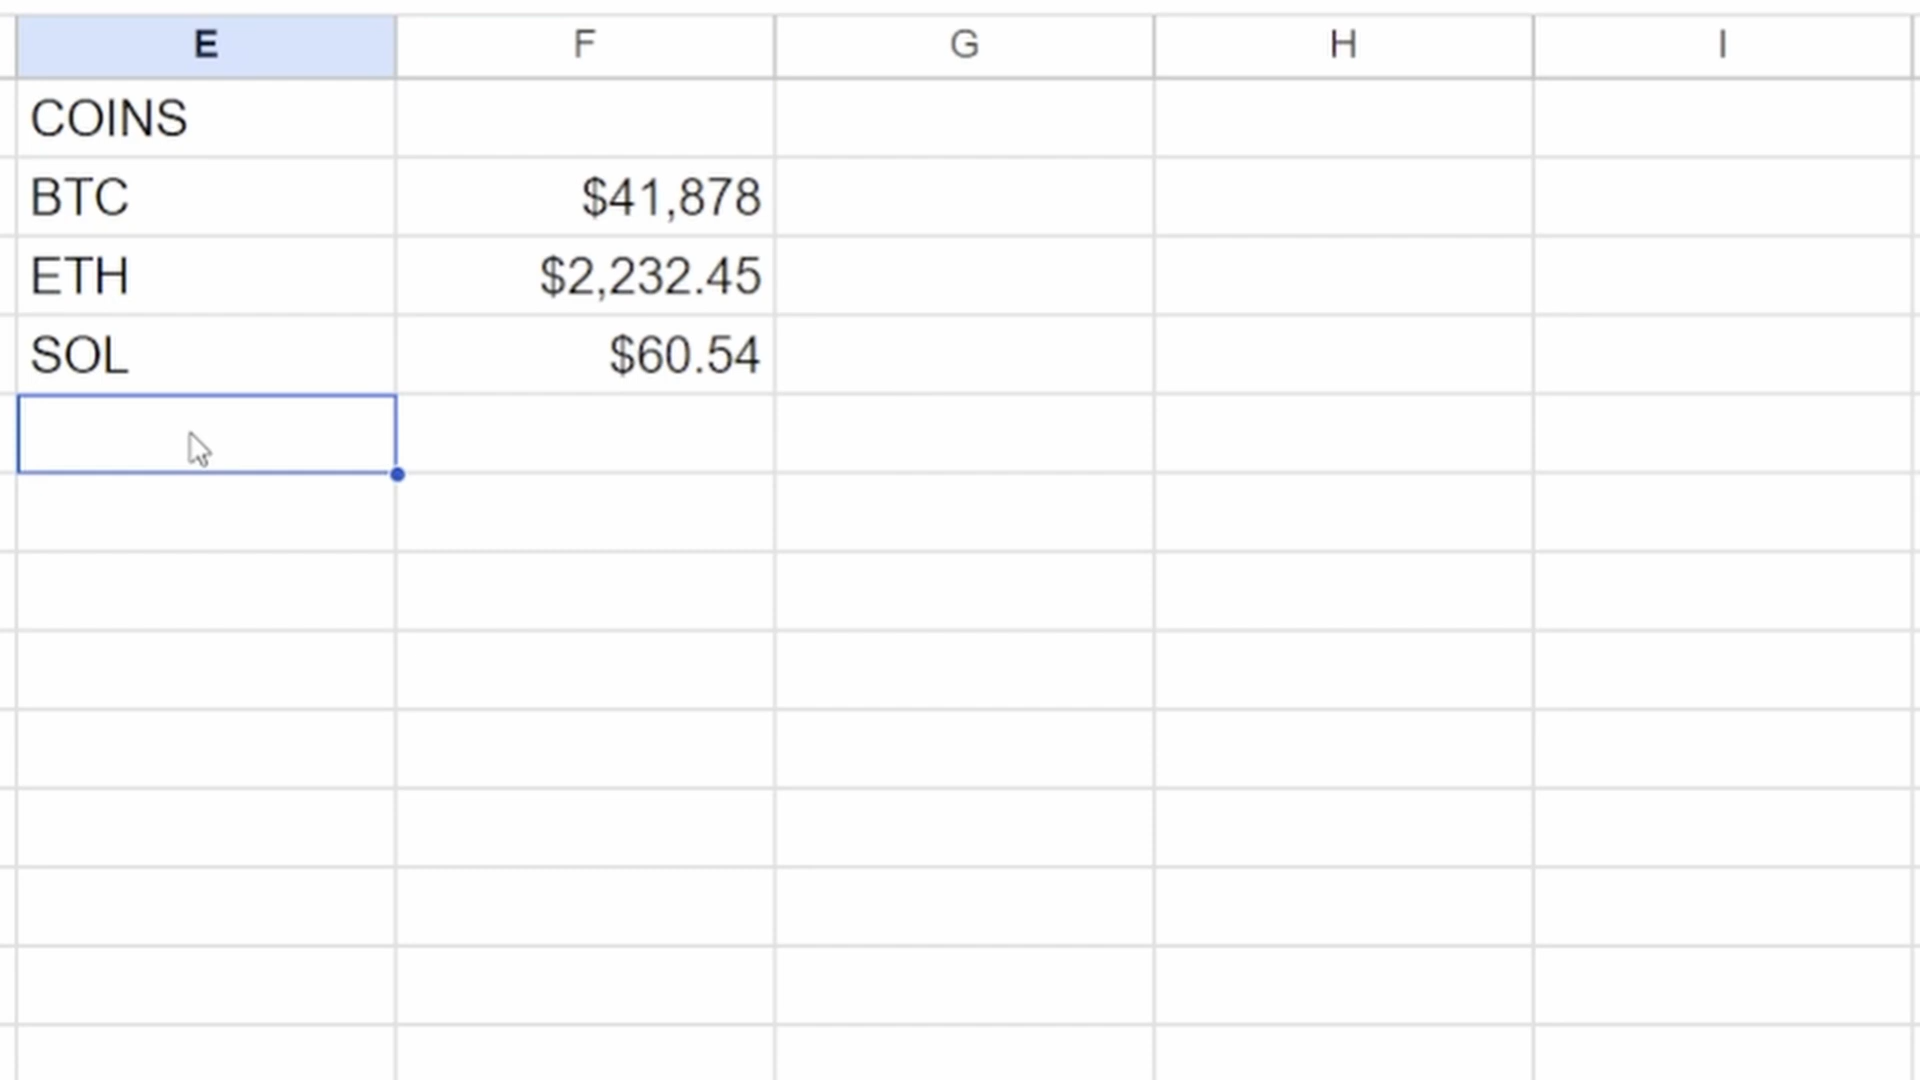 E F G H I
COINS
BTC $41,878
ETH $2,232.45
SOL $60.54